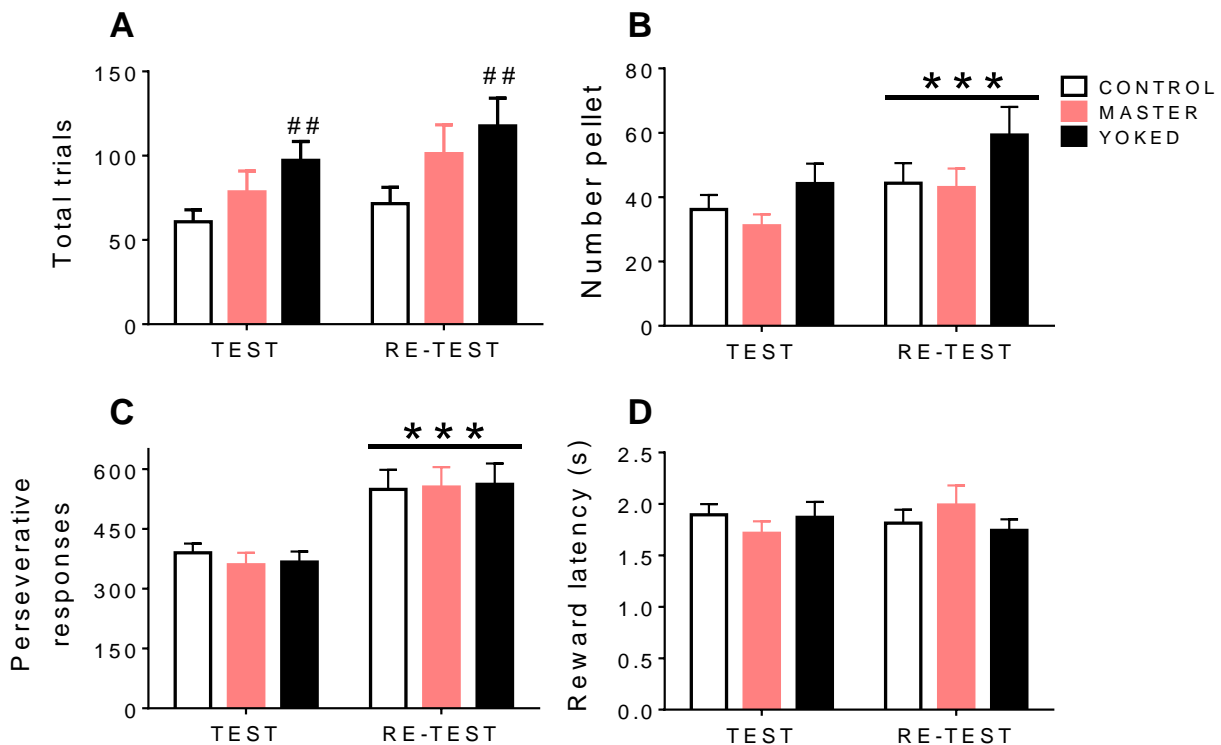 A
Total trials
150
100
50
0
##
##
TEST
RE-TEST
B
Number pellet
80
60
40
20
0
***
TEST
RE-TEST
CONTROL
MASTER
YOKED
C
Perseverative
responses
600
450
300
150
0
***
TEST
RE-TEST
D
Reward latency (s)
2.5
2.0
1.5
1.0
0.5
0.0
TEST
RE-TEST